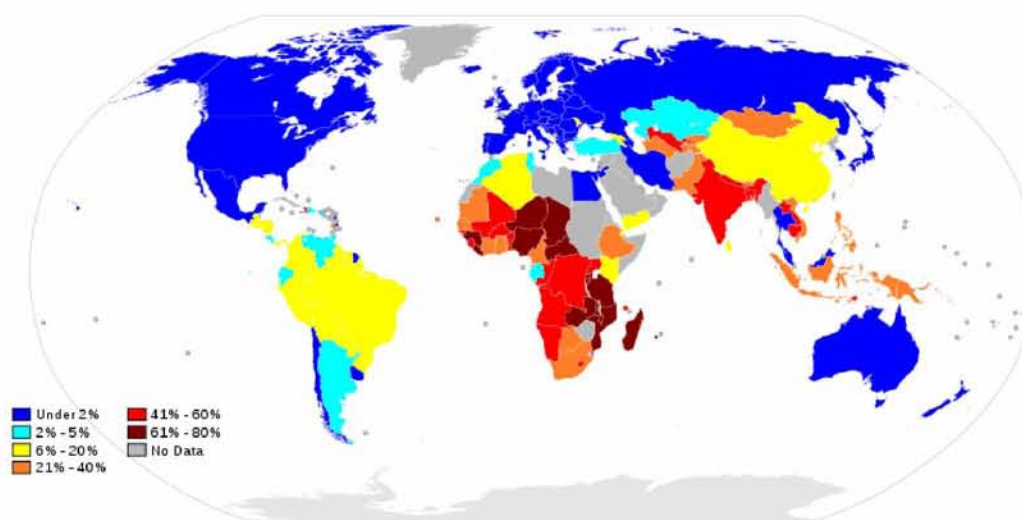 Under 2%
2% - 5%
6% - 20%
21% - 40%
41% - 60%
61% - 80%
No Data